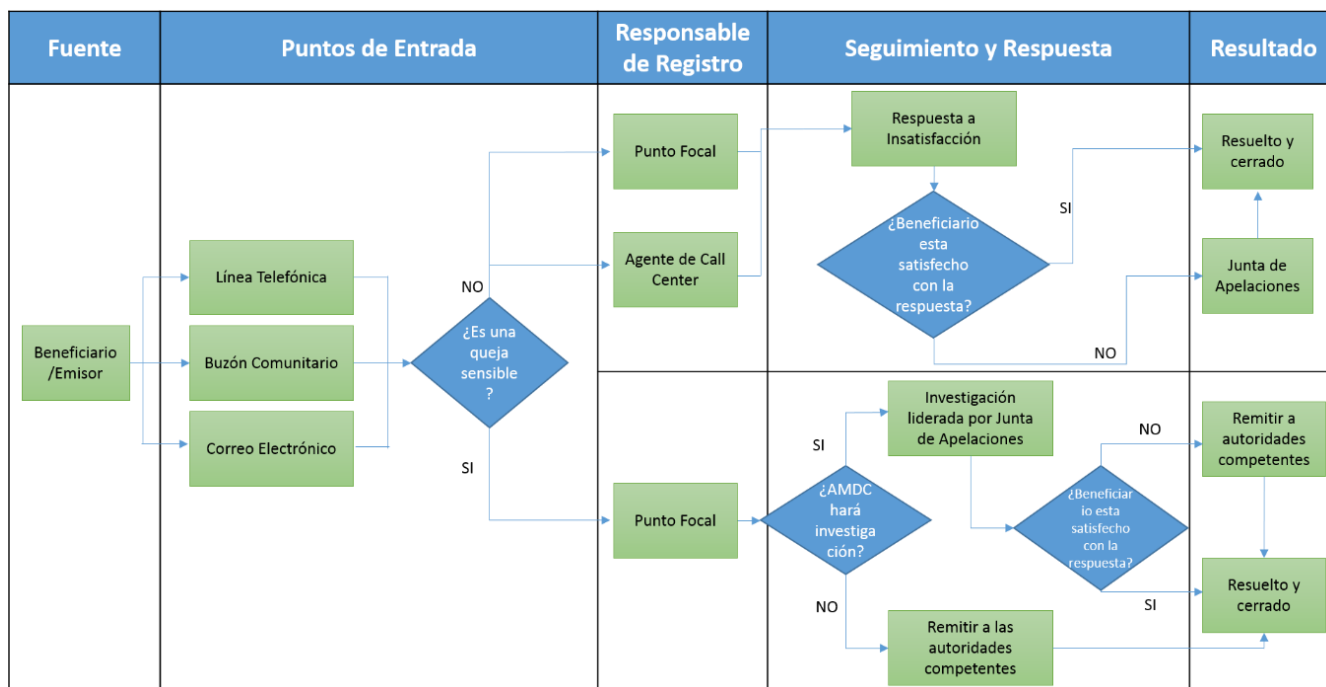 Fuente
Puntos de Entrada
Responsable
de Registro
Seguimiento y Respuesta
Resultado
Beneficiario
/Emisor
Línea Telefónica
Buzón Comunitario
Correo Electrónico
NO
¿Es una
queja
sensible
?
SI
Punto Focal
Agente de Call
Center
Respuesta a
Insatisfacción
¿Beneficiario
esta
satisfecho
con la
respuesta?
SI
NO
Resuelto y
cerrado
Junta de
Apelaciones
Punto Focal
SI
¿AMDC
hará
investiga
ción?
NO
Investigación
liderada por Junta
de Apelaciones
Remitir a las
autoridades
competentes
NO
¿Beneficiar
io esta
satisfecho
con la
respuesta?
SI
Remitir a
autoridades
competentes
Resuelto y
cerrado